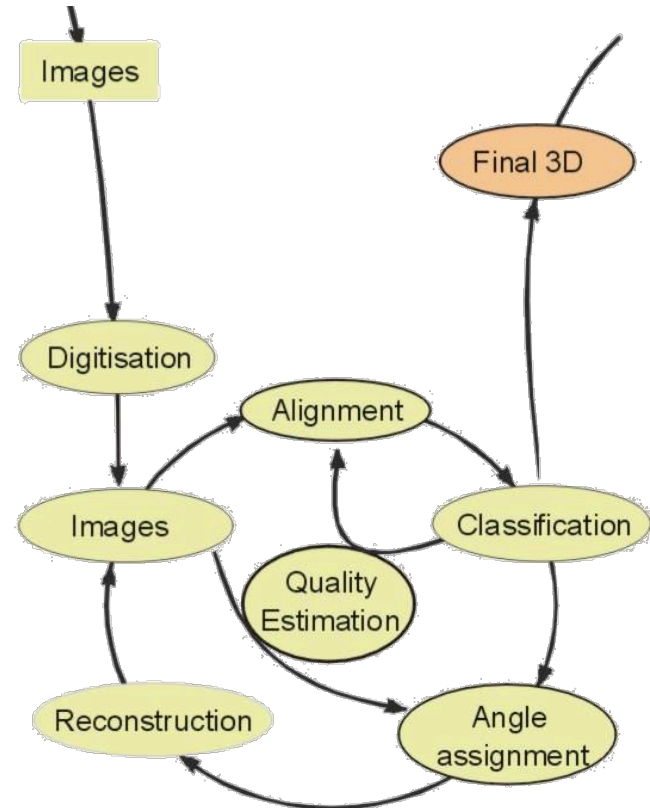 Images
Final 3D
Digitisation
Alignment
Images
Classification
Quality
Estimation
Reconstruction
Angle
assignment